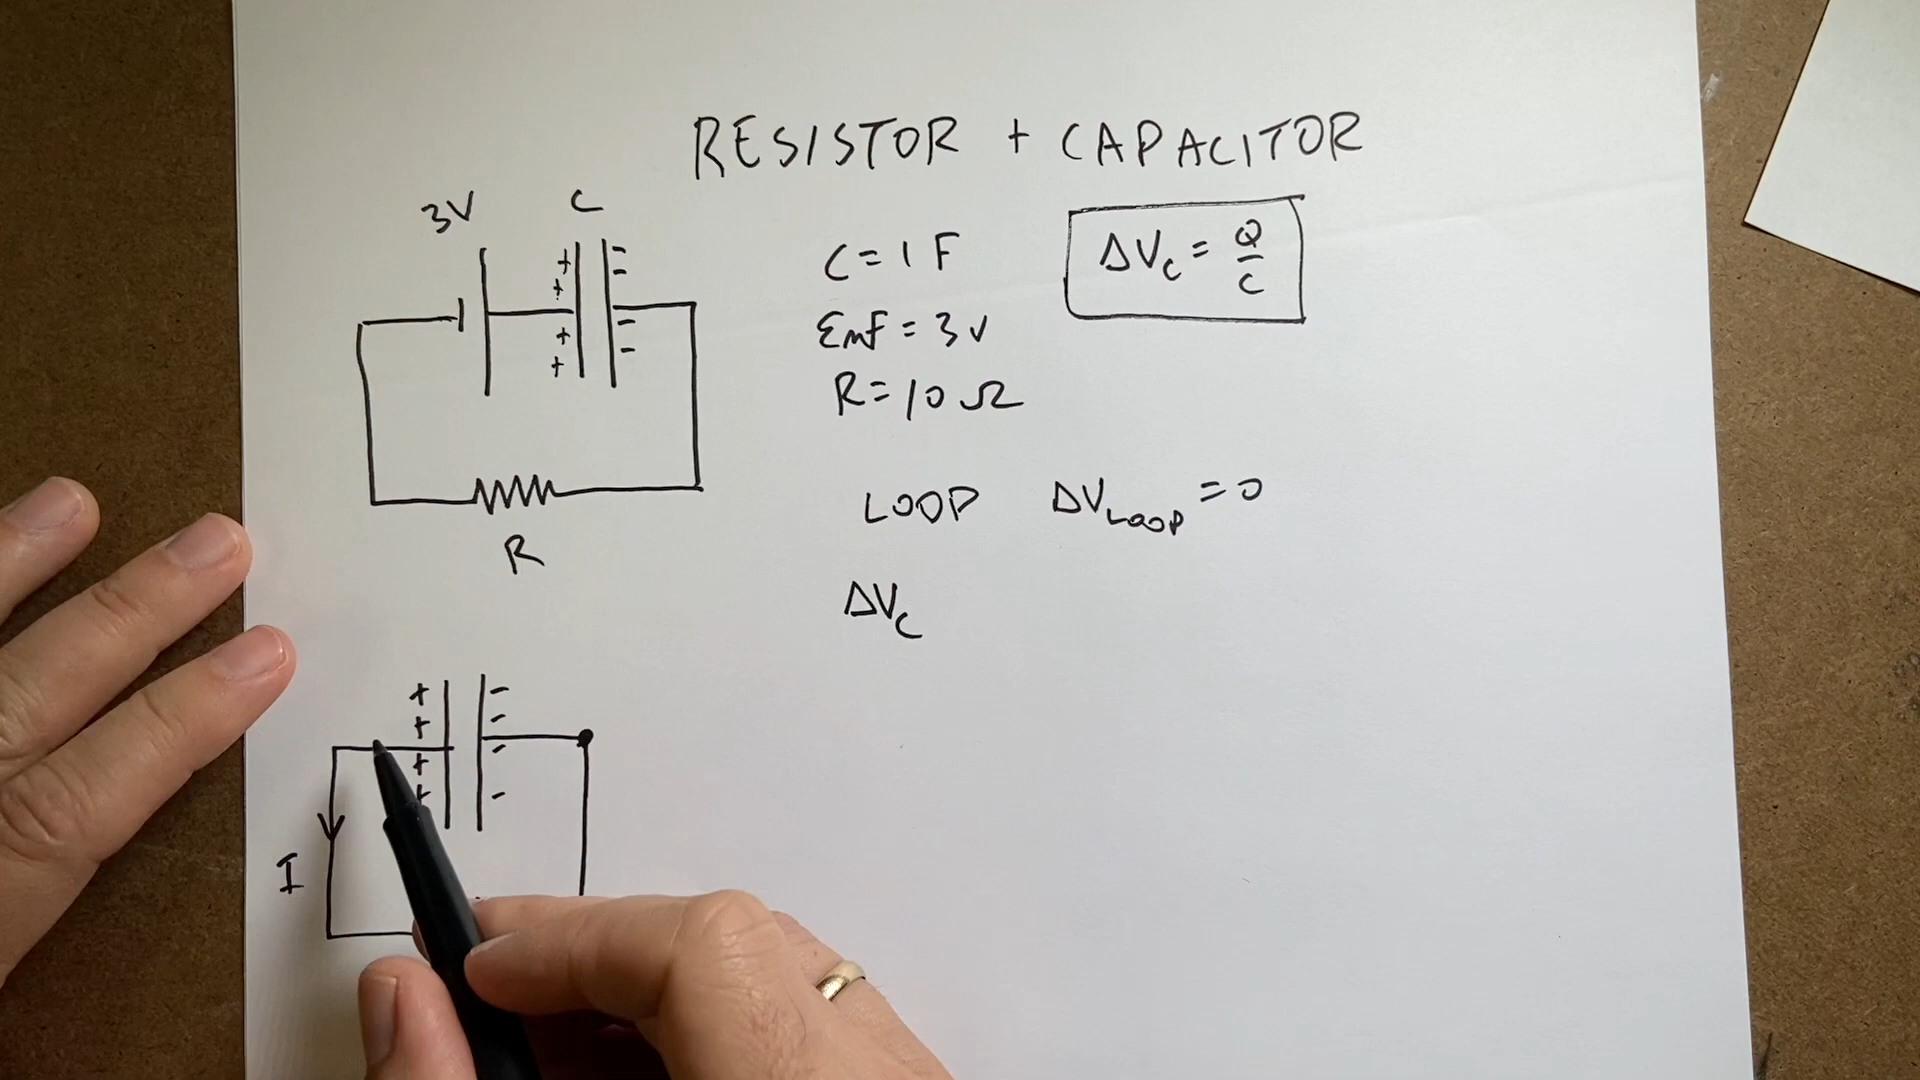 RESISTOR + CAPACITOR
3V C
+ + + + - - - -
R
C = 1 F
Emf = 3 V
R = 10 Ω
ΔV_C = Q/C
LOOP ΔV_LOOP = 0
ΔV_C
+ + + + - - - -
I